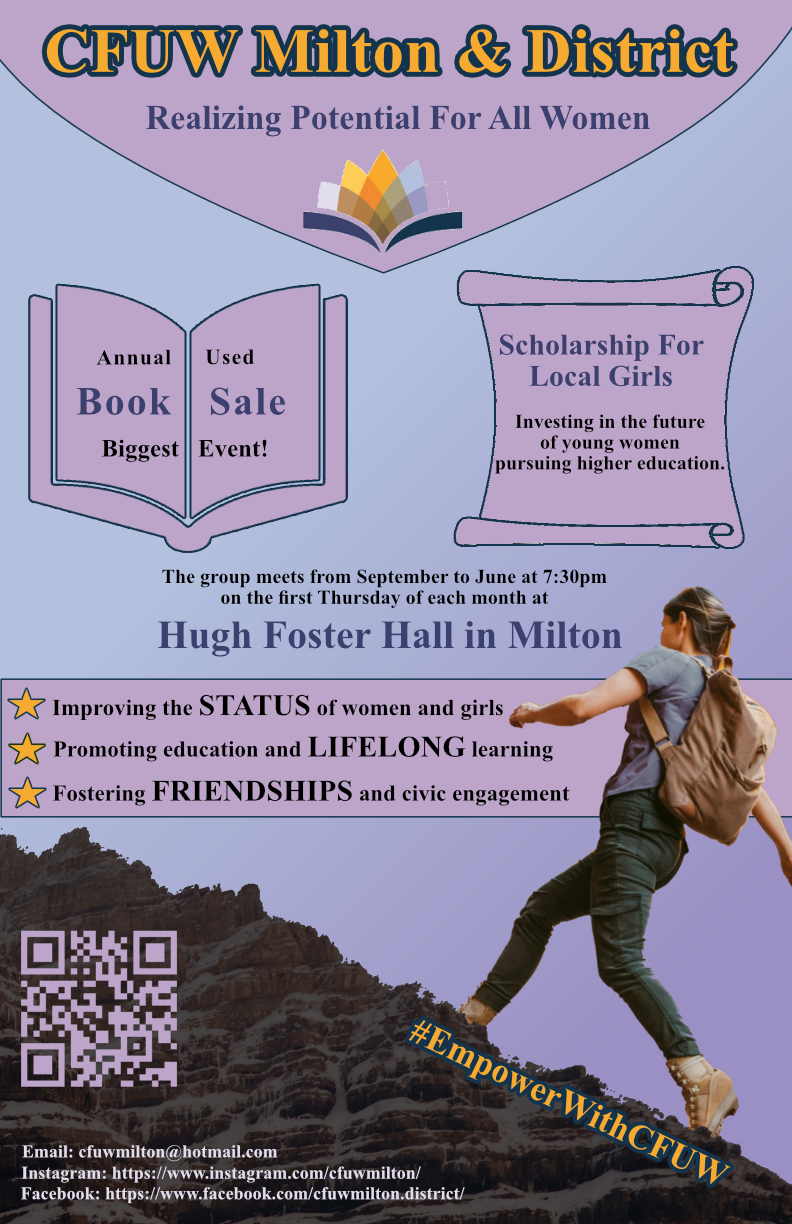 CFUW Milton & District
Realizing Potential For All Women
Annual Used
Book Sale
Biggest Event!
Scholarship For
Local Girls
Investing in the future
of young women
pursuing higher education.
The group meets from September to June at 7:30pm
on the first Thursday of each month at
Hugh Foster Hall in Milton
Improving the STATUS of women and girls
Promoting education and LIFELONG learning
Fostering FRIENDSHIPS and civic engagement
#EmpowerWithCFUW
Email: cfuwmilton@hotmail.com
Instagram: https://www.instagram.com/cfuwmilton/
Facebook: https://www.facebook.com/cfuwmilton.district/